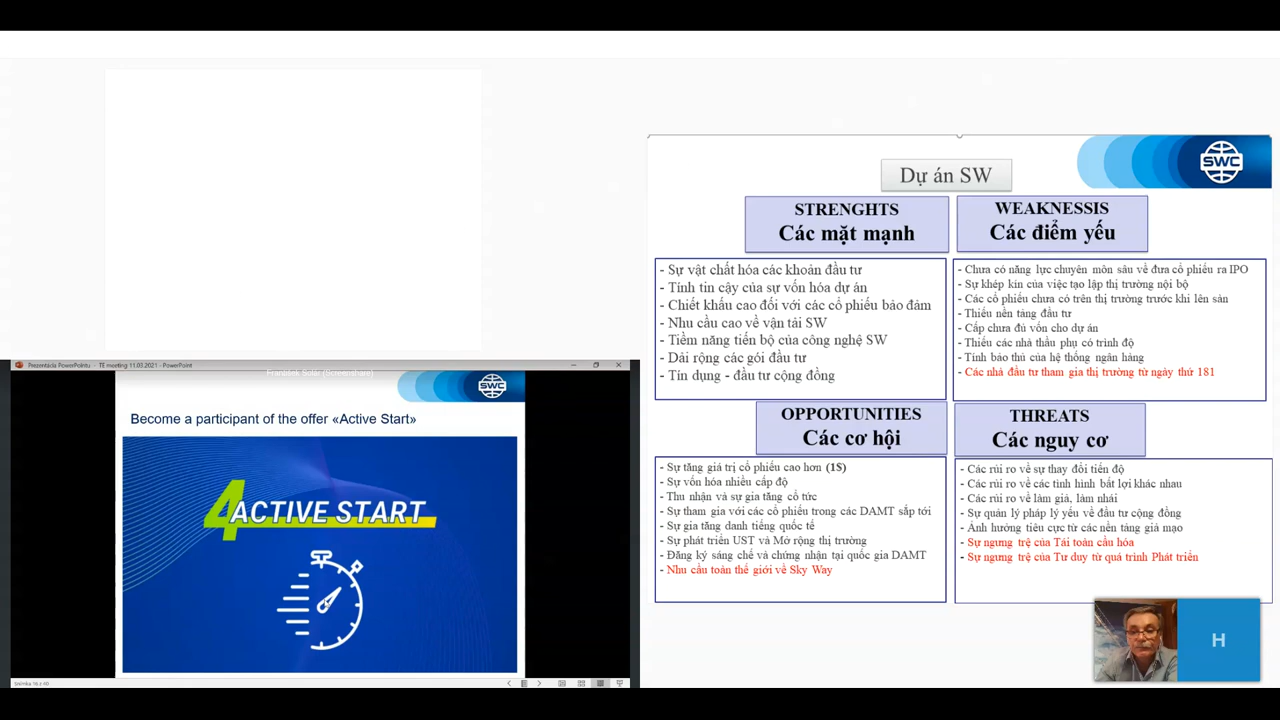 Prezentácia PowerPointu - TE meeting 11.03.2021 - PowerPoint
František Solár (Screenshare)
SWC
Become a participant of the offer «Active Start»
4ACTIVE START
SWC
Dự án SW
STRENGHTS
Các mặt mạnh
- Sự vật chất hóa các khoản đầu tư
- Tính tin cậy của sự vốn hóa dự án
- Chiết khấu cao đối với các cổ phiếu bảo đảm
- Nhu cầu cao về vận tải SW
- Tiềm năng tiến bộ của công nghệ SW
- Dải rộng các gói đầu tư
- Tín dụng - đầu tư cộng đồng
WEAKNESSIS
Các điểm yếu
- Chưa có năng lực chuyên môn sâu về đưa cổ phiếu ra IPO
- Sự khép kín của việc tạo lập thị trường nội bộ
- Các cổ phiếu chưa có trên thị trường trước khi lên sàn
- Thiếu nền tảng đầu tư
- Cấp chưa đủ vốn cho dự án
- Thiếu các nhà thầu phụ có trình độ
- Tính bảo thủ của hệ thống ngân hàng
- Các nhà đầu tư tham gia thị trường từ ngày thứ 181
OPPORTUNITIES
Các cơ hội
- Sự tăng giá trị cổ phiếu cao hơn (1$)
- Sự vốn hóa nhiều cấp độ
- Thu nhận và sự gia tăng cổ tức
- Sự tham gia với các cổ phiếu trong các DAMT sắp tới
- Sự gia tăng danh tiếng quốc tế
- Sự phát triển UST và Mở rộng thị trường
- Đăng ký sáng chế và chứng nhận tại quốc gia DAMT
- Nhu cầu toàn thế giới về Sky Way
THREATS
Các nguy cơ
- Các rủi ro về sự thay đổi tiến độ
- Các rủi ro về các tình hình bất lợi khác nhau
- Các rủi ro về làm giả, làm nhái
- Sự quản lý pháp lý yếu về đầu tư cộng đồng
- Ảnh hưởng tiêu cực từ các nền tảng giả mạo
- Sự ngưng trệ của Tái toàn cầu hóa
- Sự ngưng trệ của Tư duy từ quá trình Phát triển
H